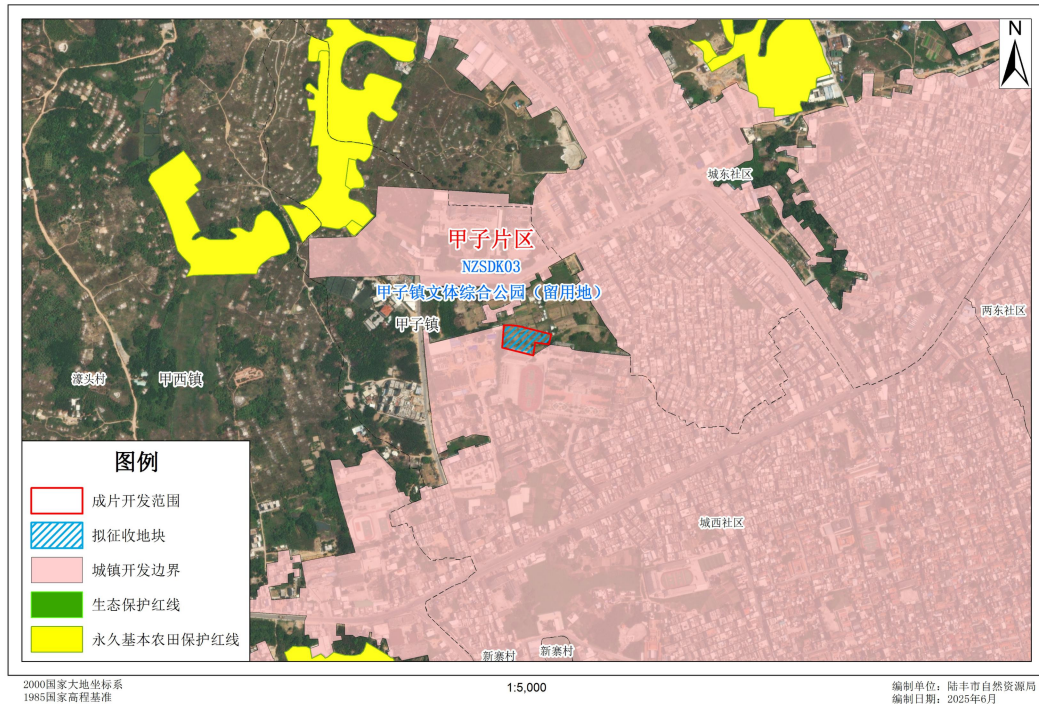 N
城东社区
甲子片区
NZSDK03
甲子镇文体综合公园（留用地）
甲子镇
两东社区
濠头村
甲西镇
城西社区
新寨村
新寨村
图例
成片开发范围
拟征收地块
城镇开发边界
生态保护红线
永久基本农田保护红线
2000国家大地坐标系
1985国家高程基准
1:5,000
编制单位：陆丰市自然资源局
编制日期：2025年6月